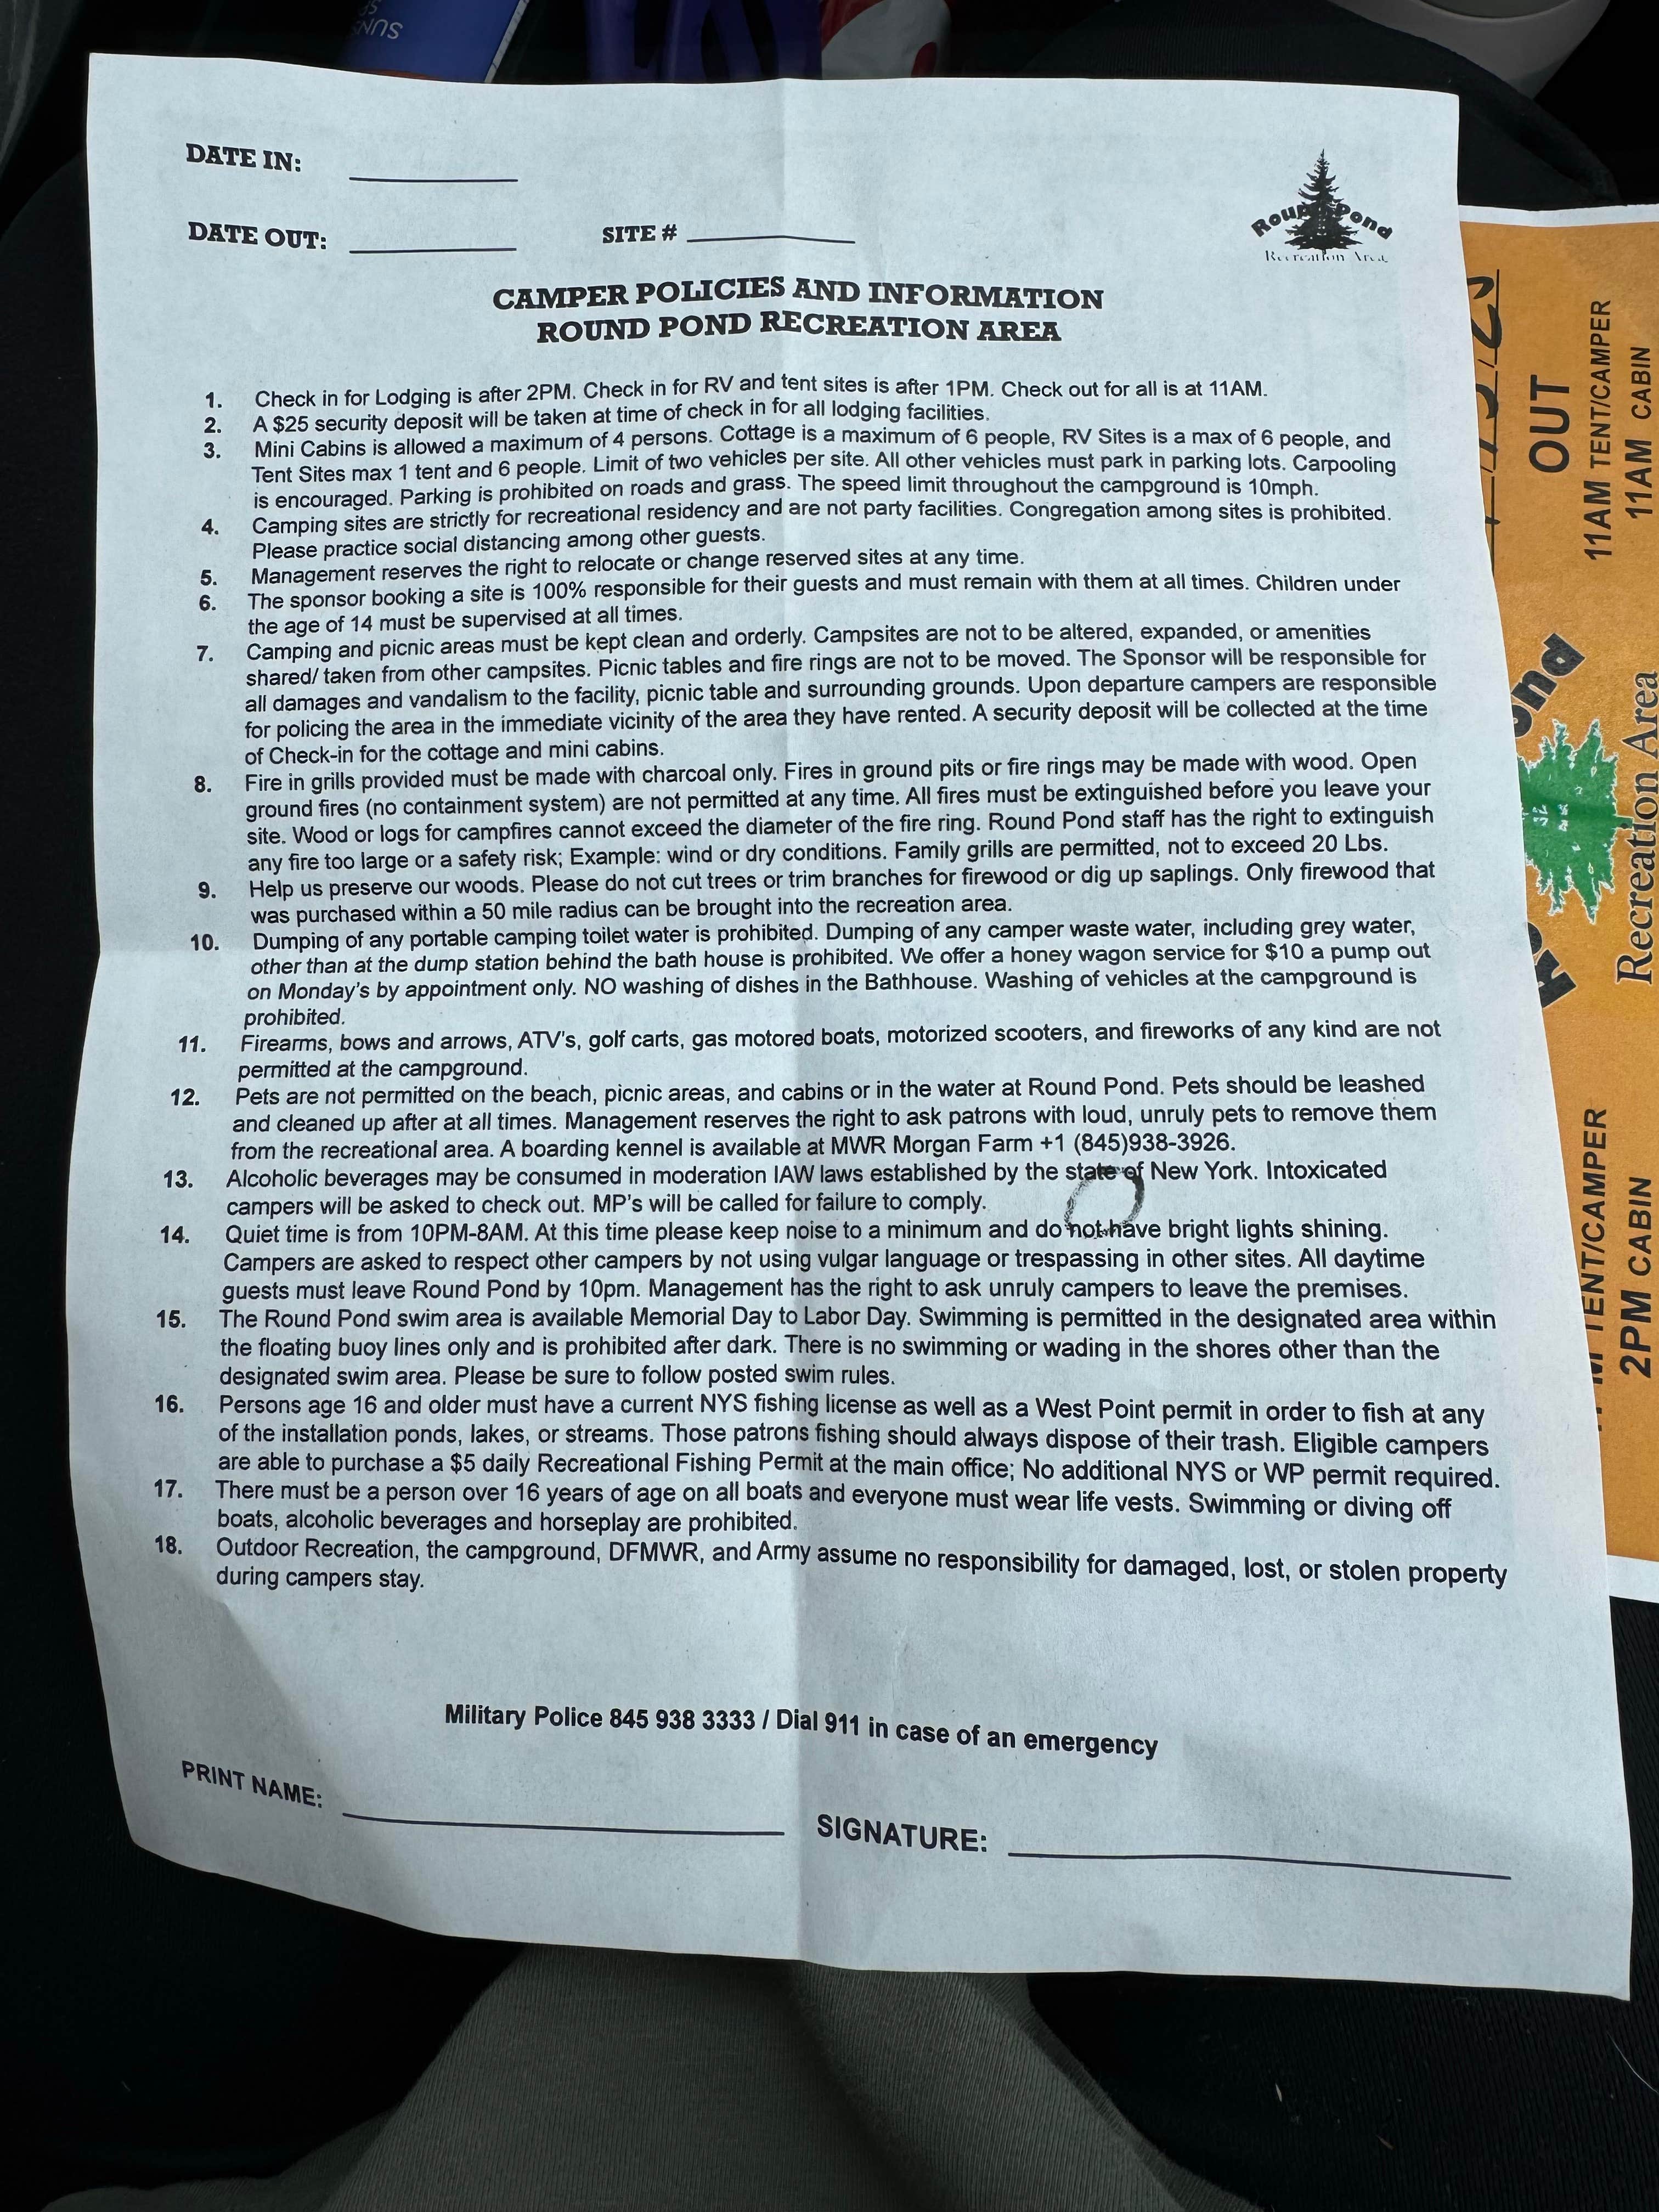 SUN
DATE IN:
DATE OUT:
SITE #
Round Pond
Recreation Area
CAMPER POLICIES AND INFORMATION
ROUND POND RECREATION AREA
1. Check in for Lodging is after 2PM. Check in for RV and tent sites is after 1PM. Check out for all is at 11AM.
2. A $25 security deposit will be taken at time of check in for all lodging facilities.
3. Mini Cabins is allowed a maximum of 4 persons. Cottage is a maximum of 6 people, RV Sites is a max of 6 people, and
Tent Sites max 1 tent and 6 people. Limit of two vehicles per site. All other vehicles must park in parking lots. Carpooling
is encouraged. Parking is prohibited on roads and grass. The speed limit throughout the campground is 10mph.
4. Camping sites are strictly for recreational residency and are not party facilities. Congregation among sites is prohibited.
Please practice social distancing among other guests.
5. Management reserves the right to relocate or change reserved sites at any time.
6. The sponsor booking a site is 100% responsible for their guests and must remain with them at all times. Children under
the age of 14 must be supervised at all times.
7. Camping and picnic areas must be kept clean and orderly. Campsites are not to be altered, expanded, or amenities
shared/ taken from other campsites. Picnic tables and fire rings are not to be moved. The Sponsor will be responsible for
all damages and vandalism to the facility, picnic table and surrounding grounds. Upon departure campers are responsible
for policing the area in the immediate vicinity of the area they have rented. A security deposit will be collected at the time
of Check-in for the cottage and mini cabins.
8. Fire in grills provided must be made with charcoal only. Fires in ground pits or fire rings may be made with wood. Open
ground fires (no containment system) are not permitted at any time. All fires must be extinguished before you leave your
site. Wood or logs for campfires cannot exceed the diameter of the fire ring. Round Pond staff has the right to extinguish
any fire too large or a safety risk; Example: wind or dry conditions. Family grills are permitted, not to exceed 20 Lbs.
9. Help us preserve our woods. Please do not cut trees or trim branches for firewood or dig up saplings. Only firewood that
was purchased within a 50 mile radius can be brought into the recreation area.
10. Dumping of any portable camping toilet water is prohibited. Dumping of any camper waste water, including grey water,
other than at the dump station behind the bath house is prohibited. We offer a honey wagon service for $10 a pump out
on Monday's by appointment only. NO washing of dishes in the Bathhouse. Washing of vehicles at the campground is
prohibited.
11. Firearms, bows and arrows, ATV's, golf carts, gas motored boats, motorized scooters, and fireworks of any kind are not
permitted at the campground.
12. Pets are not permitted on the beach, picnic areas, and cabins or in the water at Round Pond. Pets should be leashed
and cleaned up after at all times. Management reserves the right to ask patrons with loud, unruly pets to remove them
from the recreational area. A boarding kennel is available at MWR Morgan Farm +1 (845)938-3926.
13. Alcoholic beverages may be consumed in moderation IAW laws established by the state of New York. Intoxicated
campers will be asked to check out. MP's will be called for failure to comply.
14. Quiet time is from 10PM-8AM. At this time please keep noise to a minimum and do not have bright lights shining.
Campers are asked to respect other campers by not using vulgar language or trespassing in other sites. All daytime
guests must leave Round Pond by 10pm. Management has the right to ask unruly campers to leave the premises.
15. The Round Pond swim area is available Memorial Day to Labor Day. Swimming is permitted in the designated area within
the floating buoy lines only and is prohibited after dark. There is no swimming or wading in the shores other than the
designated swim area. Please be sure to follow posted swim rules.
16. Persons age 16 and older must have a current NYS fishing license as well as a West Point permit in order to fish at any
of the installation ponds, lakes, or streams. Those patrons fishing should always dispose of their trash. Eligible campers
are able to purchase a $5 daily Recreational Fishing Permit at the main office; No additional NYS or WP permit required.
17. There must be a person over 16 years of age on all boats and everyone must wear life vests. Swimming or diving off
boats, alcoholic beverages and horseplay are prohibited.
18. Outdoor Recreation, the campground, DFMWR, and Army assume no responsibility for damaged, lost, or stolen property
during campers stay.
Military Police 845 938 3333 / Dial 911 in case of an emergency
PRINT NAME:
SIGNATURE:
OUT
11AM TENT/CAMPER
11AM CABIN
Recreation Area
TENT/CAMPER
2PM CABIN